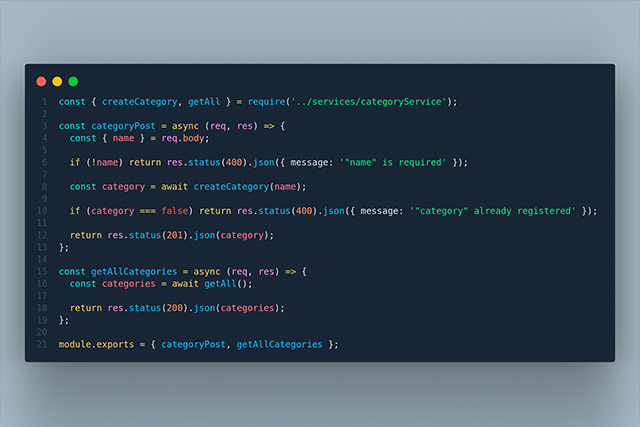 1 const { createCategory, getAll } = require('../services/categoryService');
2
3 const categoryPost = async (req, res) => {
4   const { name } = req.body;
5
6   if (!name) return res.status(400).json({ message: '"name" is required' });
7
8   const category = await createCategory(name);
9
10   if (category === false) return res.status(400).json({ message: '"category" already registered' });
11
12   return res.status(201).json(category);
13 };
14
15 const getAllCategories = async (req, res) => {
16   const categories = await getAll();
17
18   return res.status(200).json(categories);
19 };
20
21 module.exports = { categoryPost, getAllCategories };